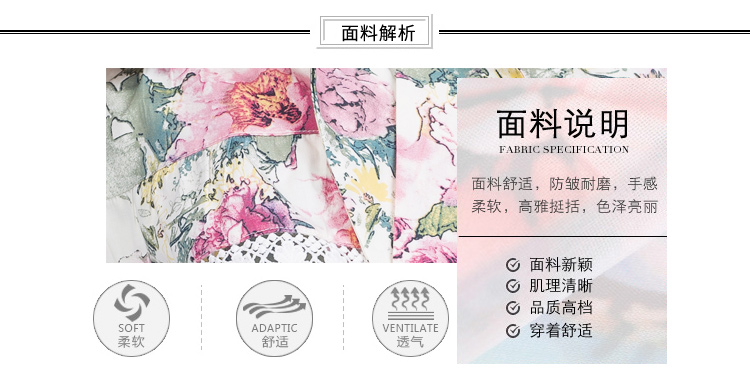 面料解析
面料说明
FABRIC SPECIFICATION
面料舒适，防皱耐磨，手感
柔软，高雅挺括，色泽亮丽
面料新颖
肌理清晰
品质高档
穿着舒适
SOFT
柔软
ADAPTIC
舒适
VENTILATE
透气